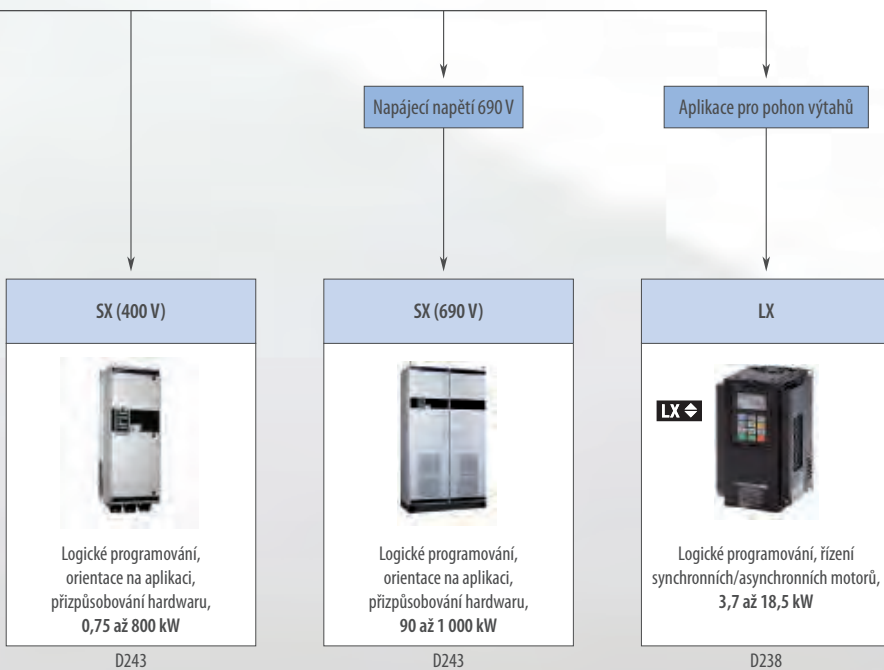 Napájecí napětí 690 V
Aplikace pro pohon výtahů
SX (400 V)
Logické programování,
orientace na aplikaci,
přizpůsobování hardwaru,
0,75 až 800 kW
D243
SX (690 V)
Logické programování,
orientace na aplikaci,
přizpůsobování hardwaru,
90 až 1 000 kW
D243
LX
LX
Logické programování, řízení
synchronních/asynchronních motorů,
3,7 až 18,5 kW
D238